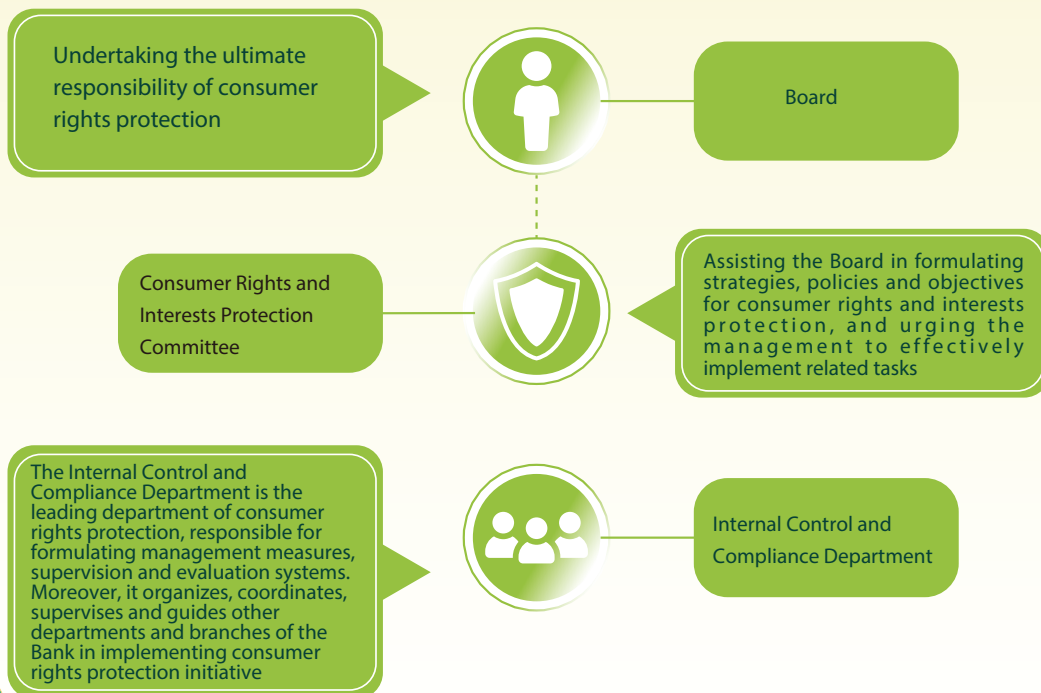 Undertaking the ultimate
responsibility of consumer
rights protection
Board
Consumer Rights and
Interests Protection
Committee
Assisting the Board in formulating
strategies, policies and objectives
for consumer rights and interests
protection, and urging the
management to effectively
implement related tasks
The Internal Control and
Compliance Department is the
leading department of consumer
rights protection, responsible for
formulating management measures,
supervision and evaluation systems.
Moreover, it organizes, coordinates,
supervises and guides other
departments and branches of the
Bank in implementing consumer
rights protection initiative
Internal Control and
Compliance Department